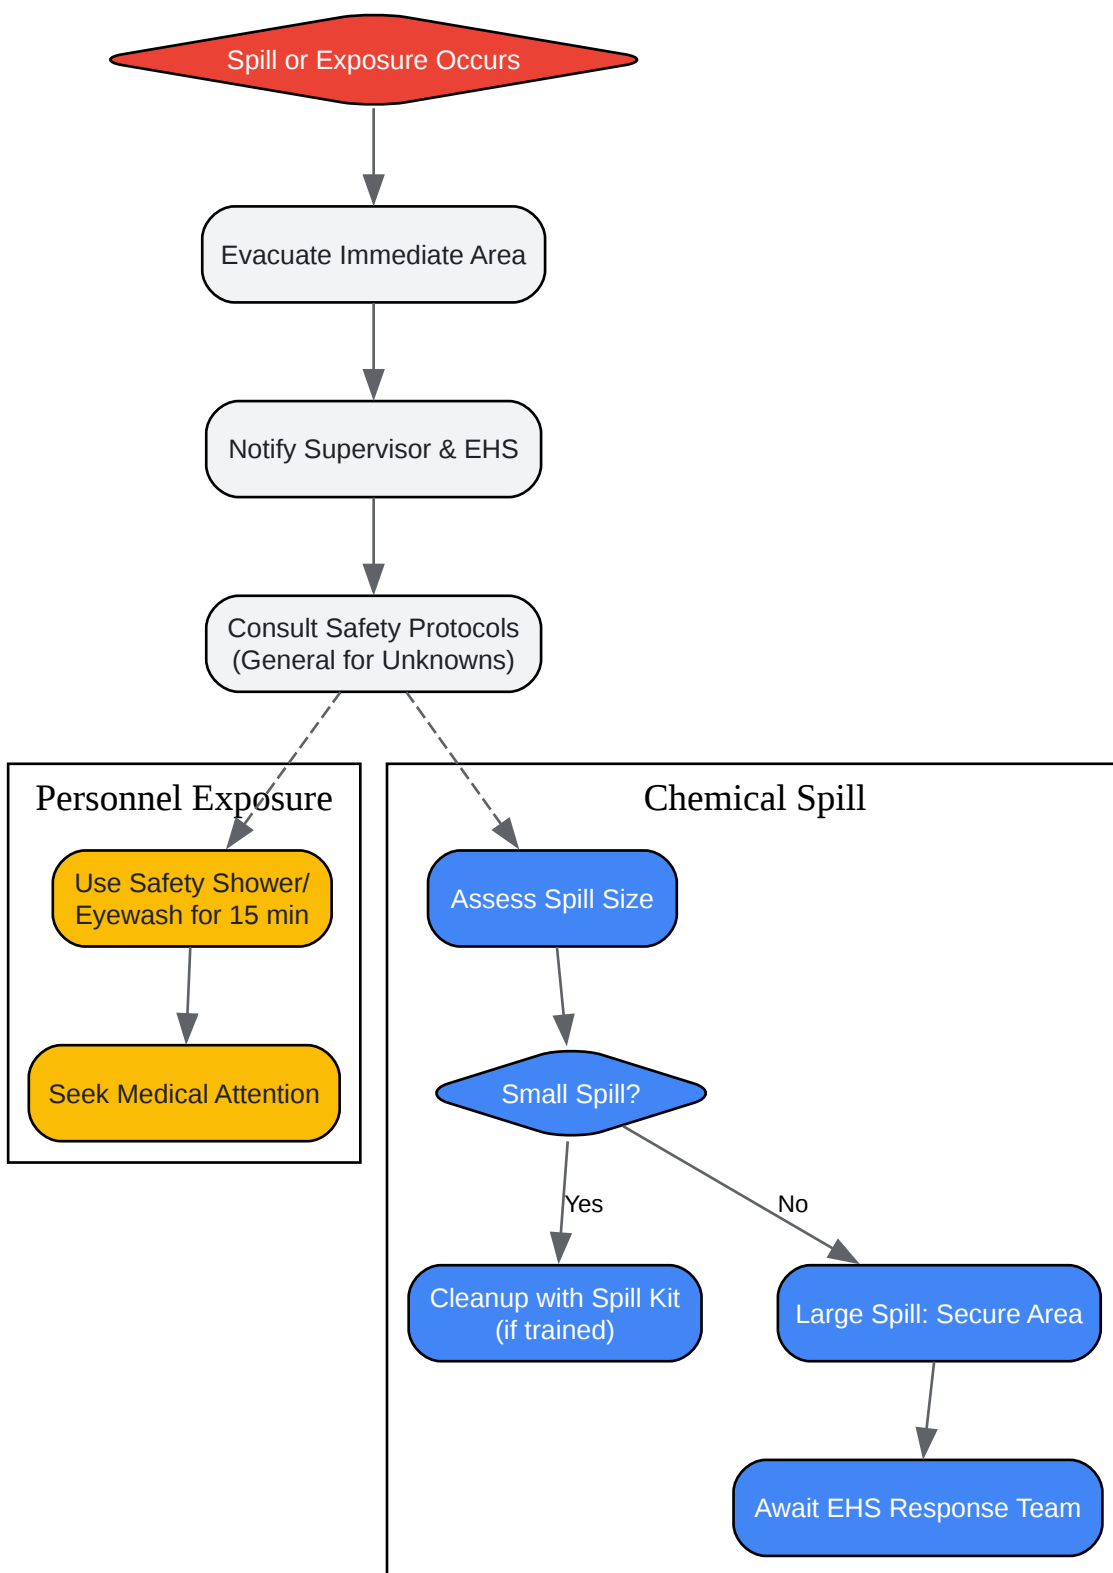 Spill or Exposure Occurs
Evacuate Immediate Area
Notify Supervisor & EHS
Consult Safety Protocols
(General for Unknowns)
Personnel Exposure
Use Safety Shower/
Eyewash for 15 min
Seek Medical Attention
Chemical Spill
Assess Spill Size
Small Spill?
Yes
No
Cleanup with Spill Kit
(if trained)
Large Spill: Secure Area
Await EHS Response Team